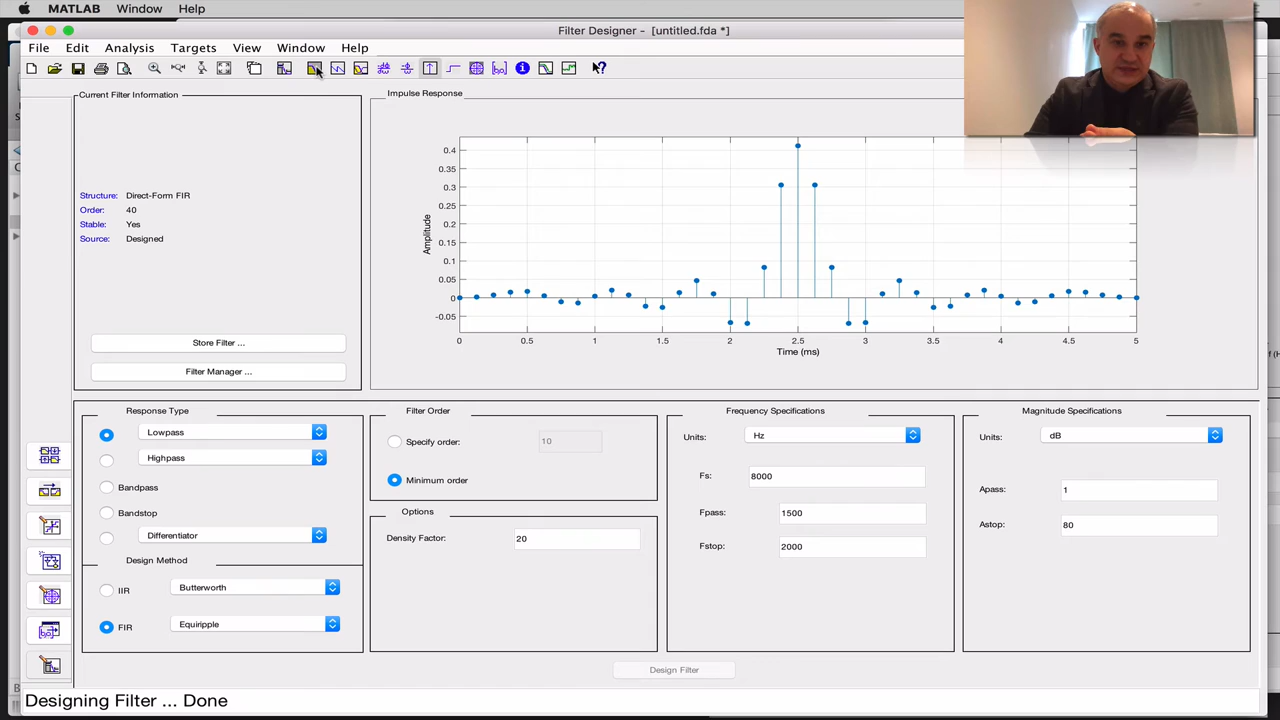 MATLAB Window Help
Filter Designer - [untitled.fda *]
File Edit Analysis Targets View Window Help
Current Filter Information
Structure: Direct-Form FIR
Order: 40
Stable: Yes
Source: Designed
Store Filter ...
Filter Manager ...
Impulse Response
Amplitude
0.4
0.35
0.3
0.25
0.2
0.15
0.1
0.05
0
-0.05
0 0.5 1 1.5 2 2.5 3 3.5 4 4.5 5
Time (ms)
Response Type
Lowpass
Highpass
Bandpass
Bandstop
Differentiator
Design Method
IIR Butterworth
FIR Equiripple
Filter Order
Specify order: 10
Minimum order
Options
Density Factor: 20
Frequency Specifications
Units: Hz
Fs: 8000
Fpass: 1500
Fstop: 2000
Magnitude Specifications
Units: dB
Apass: 1
Astop: 80
Design Filter
Designing Filter ... Done